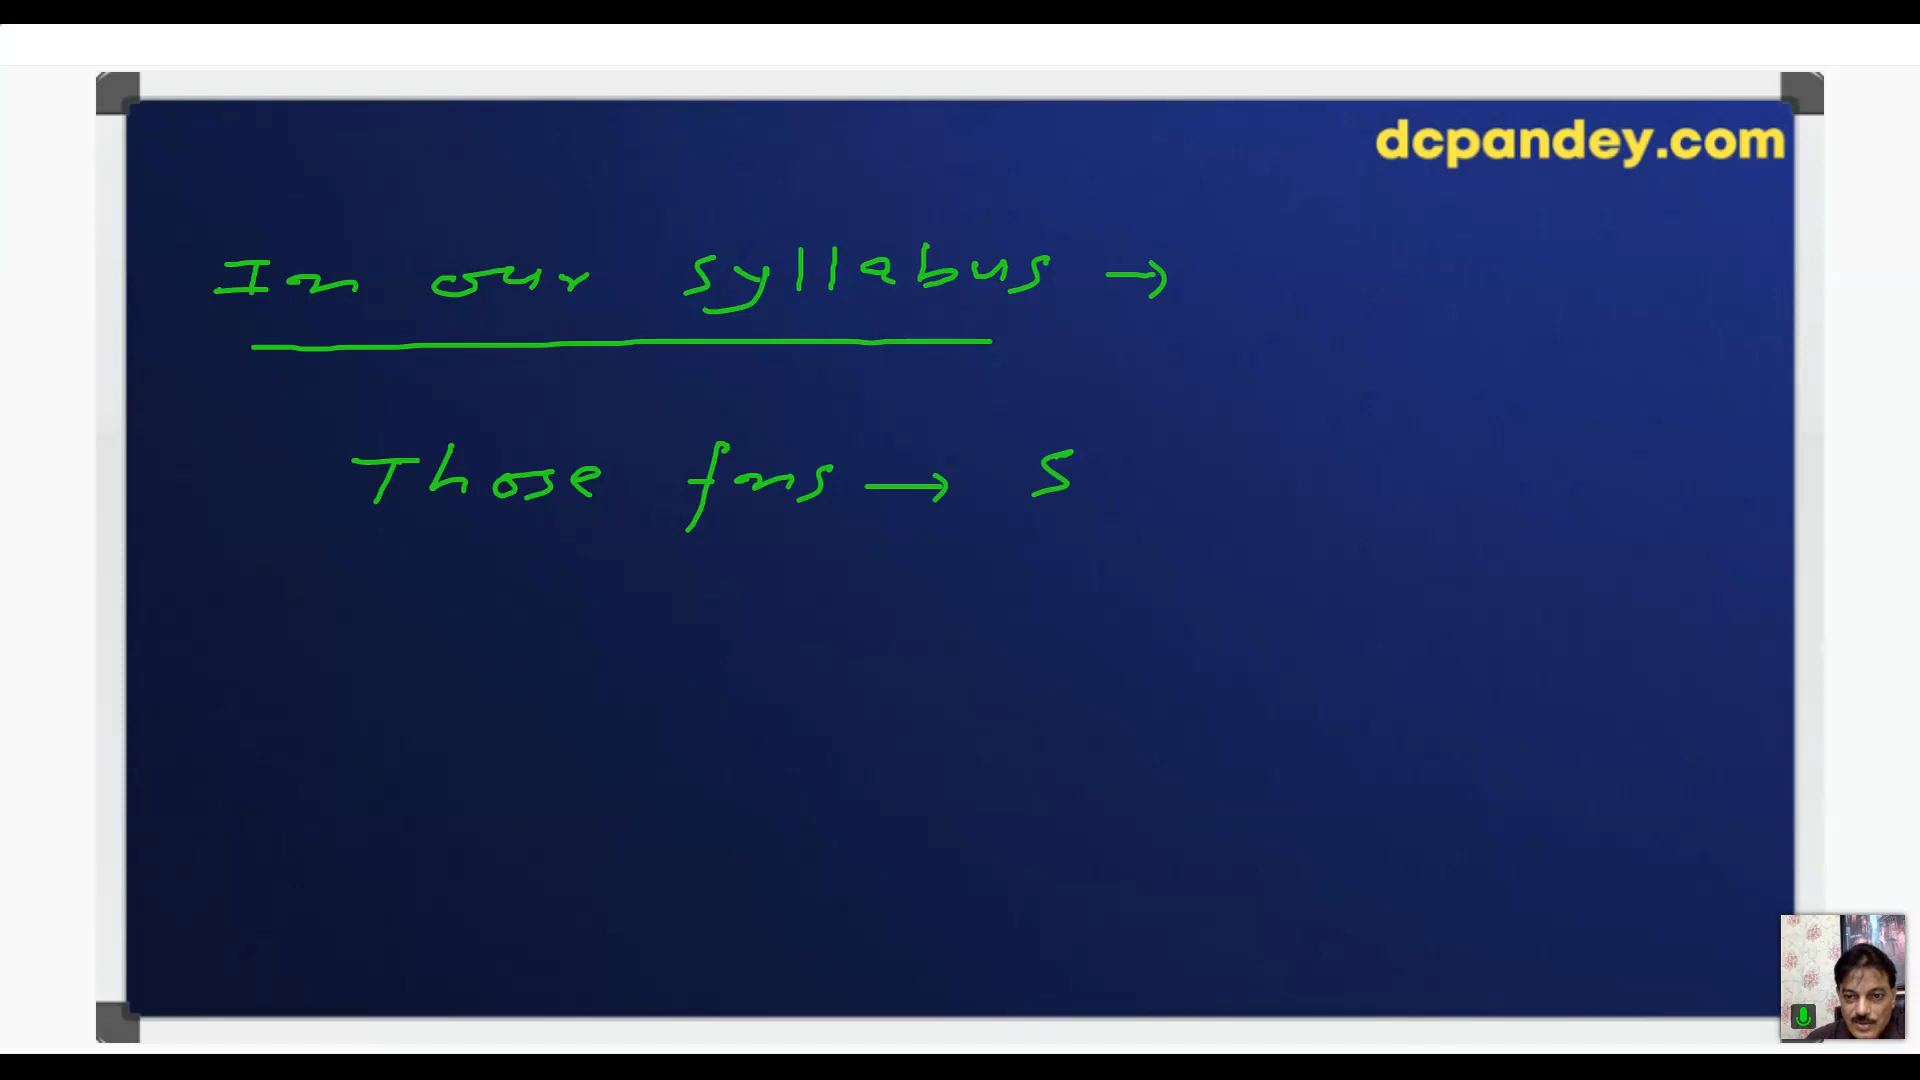 dcpandey.com
In our syllabus →
Those fns → S